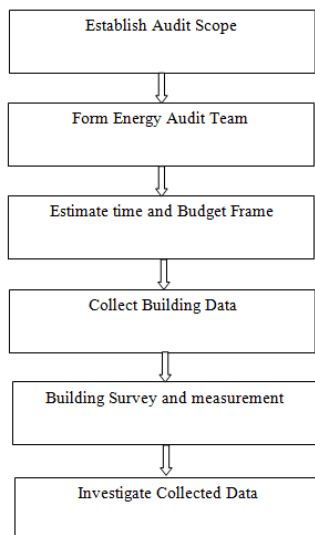 Establish Audit Scope
Form Energy Audit Team
Estimate time and Budget Frame
Collect Building Data
Building Survey and measurement
Investigate Collected Data